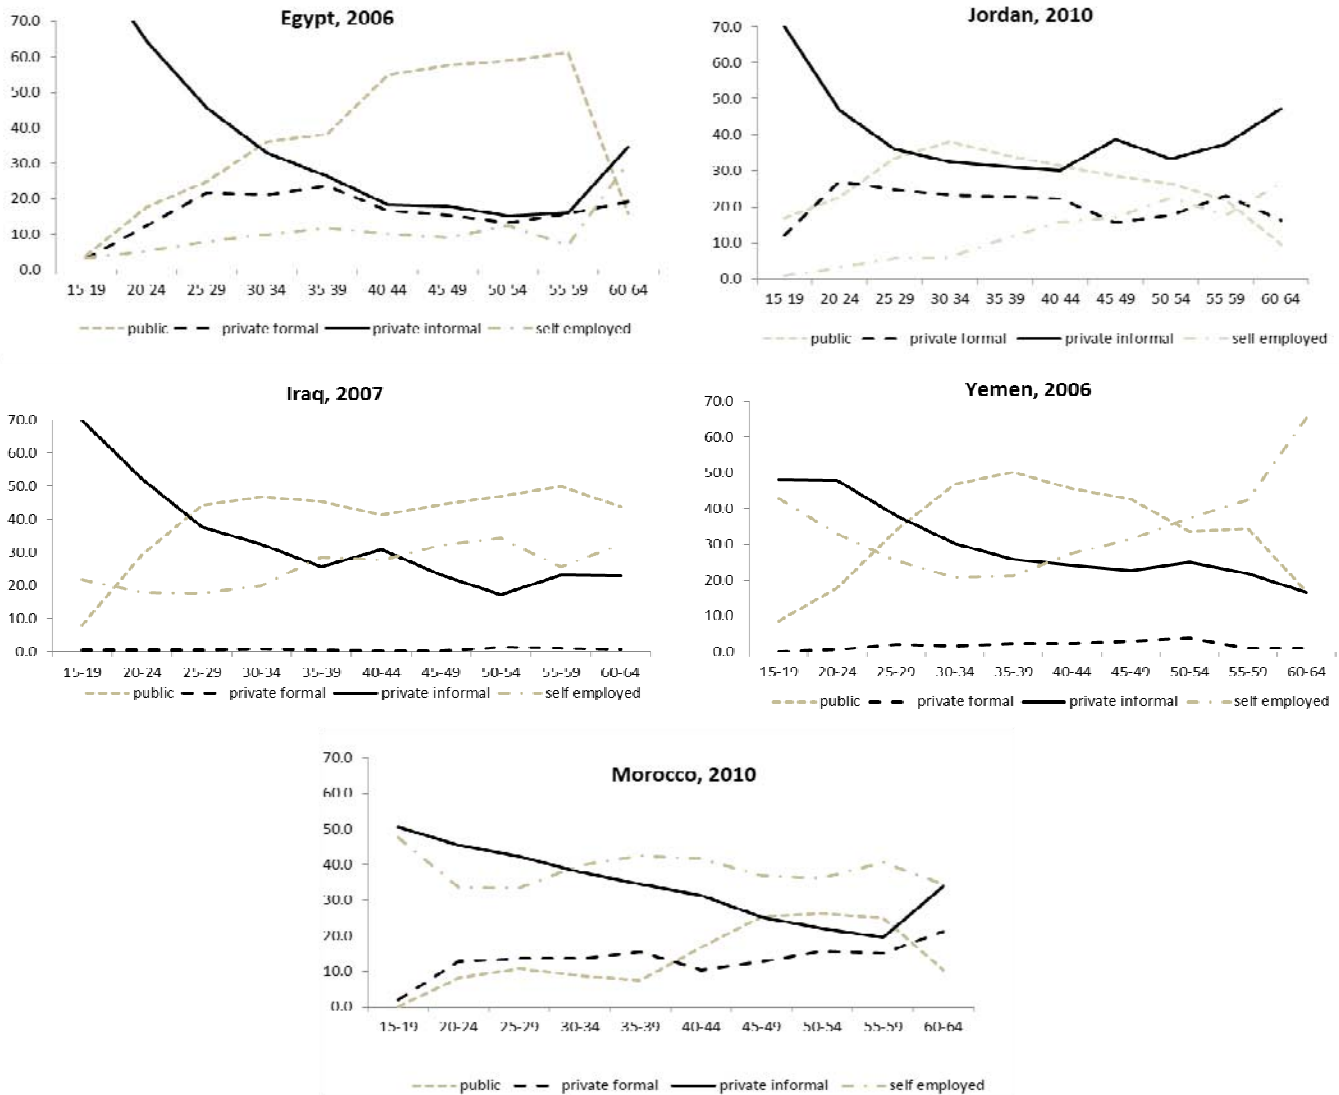 Egypt, 2006
70.0
60.0
50.0
40.0
30.0
20.0
10.0
0.0
15 19 20 24 25 29 30 34 35 39 40 44 45 49 50 54 55 59 60 64
public private formal private informal self employed
Jordan, 2010
70.0
60.0
50.0
40.0
30.0
20.0
10.0
0.0
15 19 20 24 25 29 30 34 35 39 40 44 45 49 50 54 55 59 60 64
public private formal private informal self employed
Iraq, 2007
70.0
60.0
50.0
40.0
30.0
20.0
10.0
0.0
15-19 20-24 25-29 30-34 35-39 40-44 45-49 50-54 55-59 60-64
public private formal private informal self employed
Yemen, 2006
70.0
60.0
50.0
40.0
30.0
20.0
10.0
0.0
15-19 20-24 25-29 30-34 35-39 40-44 45-49 50-54 55-59 60-64
public private formal private informal self employed
Morocco, 2010
70.0
60.0
50.0
40.0
30.0
20.0
10.0
0.0
15-19 20-24 25-29 30-34 35-39 40-44 45-49 50-54 55-59 60-64
public private formal private informal self employed